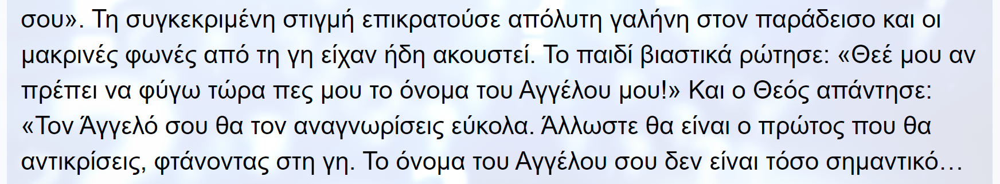 σου». Τη συγκεκριμένη στιγμή επικρατούσε απόλυτη γαλήνη στον παράδεισο και οι
μακρινές φωνές από τη γη είχαν ήδη ακουστεί. Το παιδί βιαστικά ρώτησε: «Θεέ μου αν
πρέπει να φύγω τώρα πες μου το όνομα του Αγγέλου μου!» Και ο Θεός απάντησε:
«Τον Άγγελό σου θα τον αναγνωρίσεις εύκολα. Άλλωστε θα είναι ο πρώτος που θα
αντικρίσεις, φτάνοντας στη γη. Το όνομα του Αγγέλου σου δεν είναι τόσο σημαντικό…